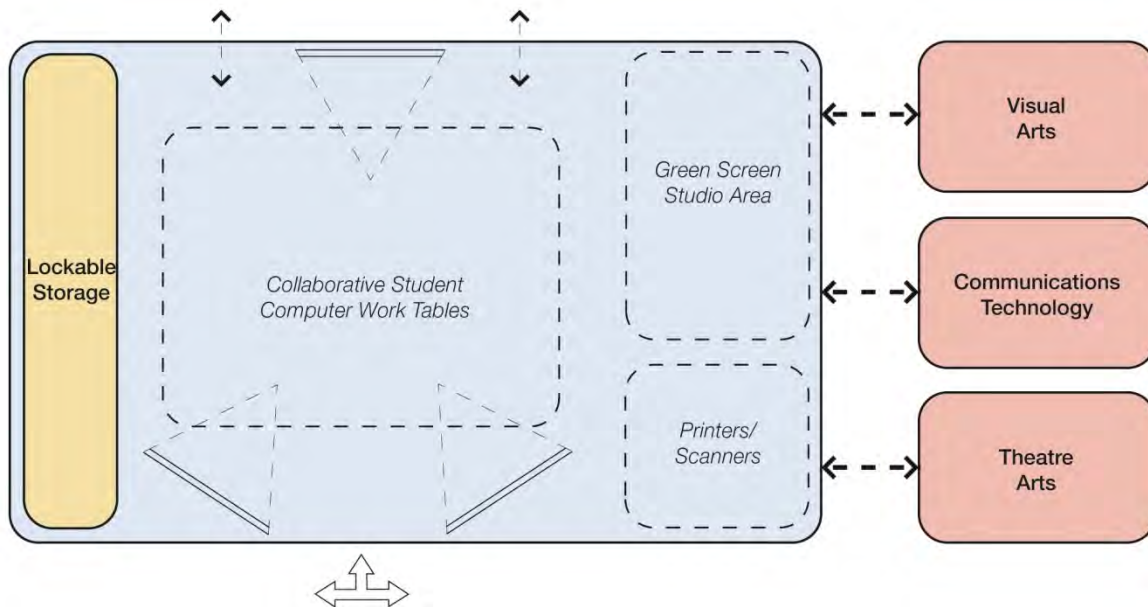 Lockable
Storage
Collaborative Student
Computer Work Tables
Green Screen
Studio Area
Printers/
Scanners
Visual
Arts
Communications
Technology
Theatre
Arts